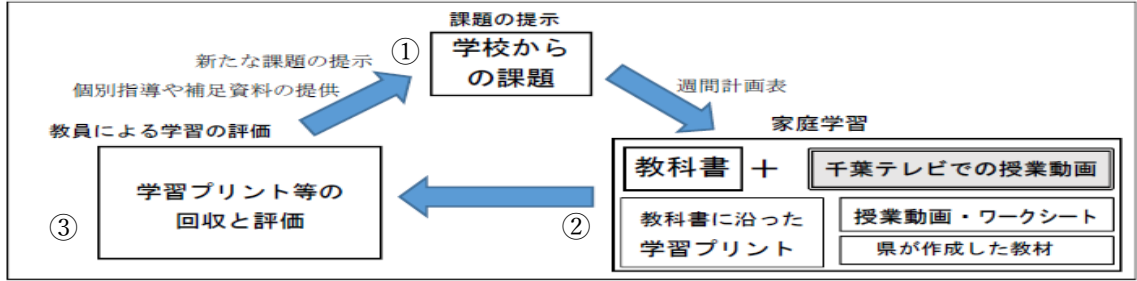 課題の提示
①
学校から
の課題
新たな課題の提示
個別指導や補足資料の提供
週間計画表
教員による学習の評価
家庭学習
教科書
＋
千葉テレビでの授業動画
学習プリント等の
回収と評価
③
②
教科書に沿った
学習プリント
授業動画・ワークシート
県が作成した教材